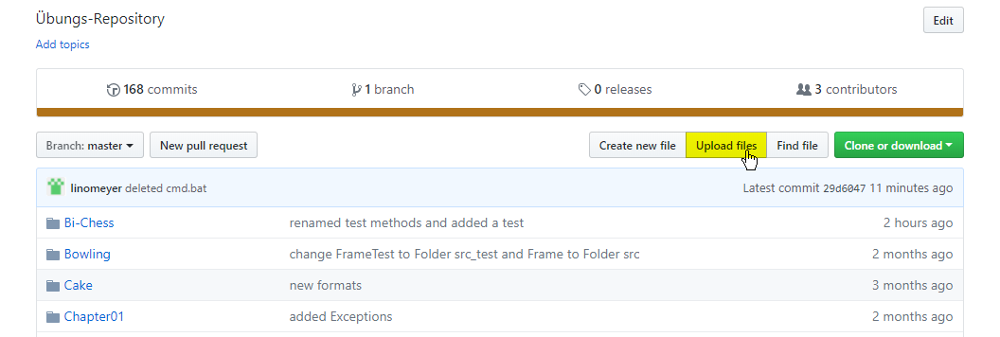 Übungs-Repository
Edit
Add topics
168 commits 1 branch 0 releases 3 contributors
Branch: master New pull request Create new file Upload files Find file Clone or download
linomeyer deleted cmd.bat Latest commit 29d6047 11 minutes ago
Bi-Chess renamed test methods and added a test 2 hours ago
Bowling change FrameTest to Folder src_test and Frame to Folder src 2 months ago
Cake new formats 3 months ago
Chapter01 added Exceptions 2 months ago